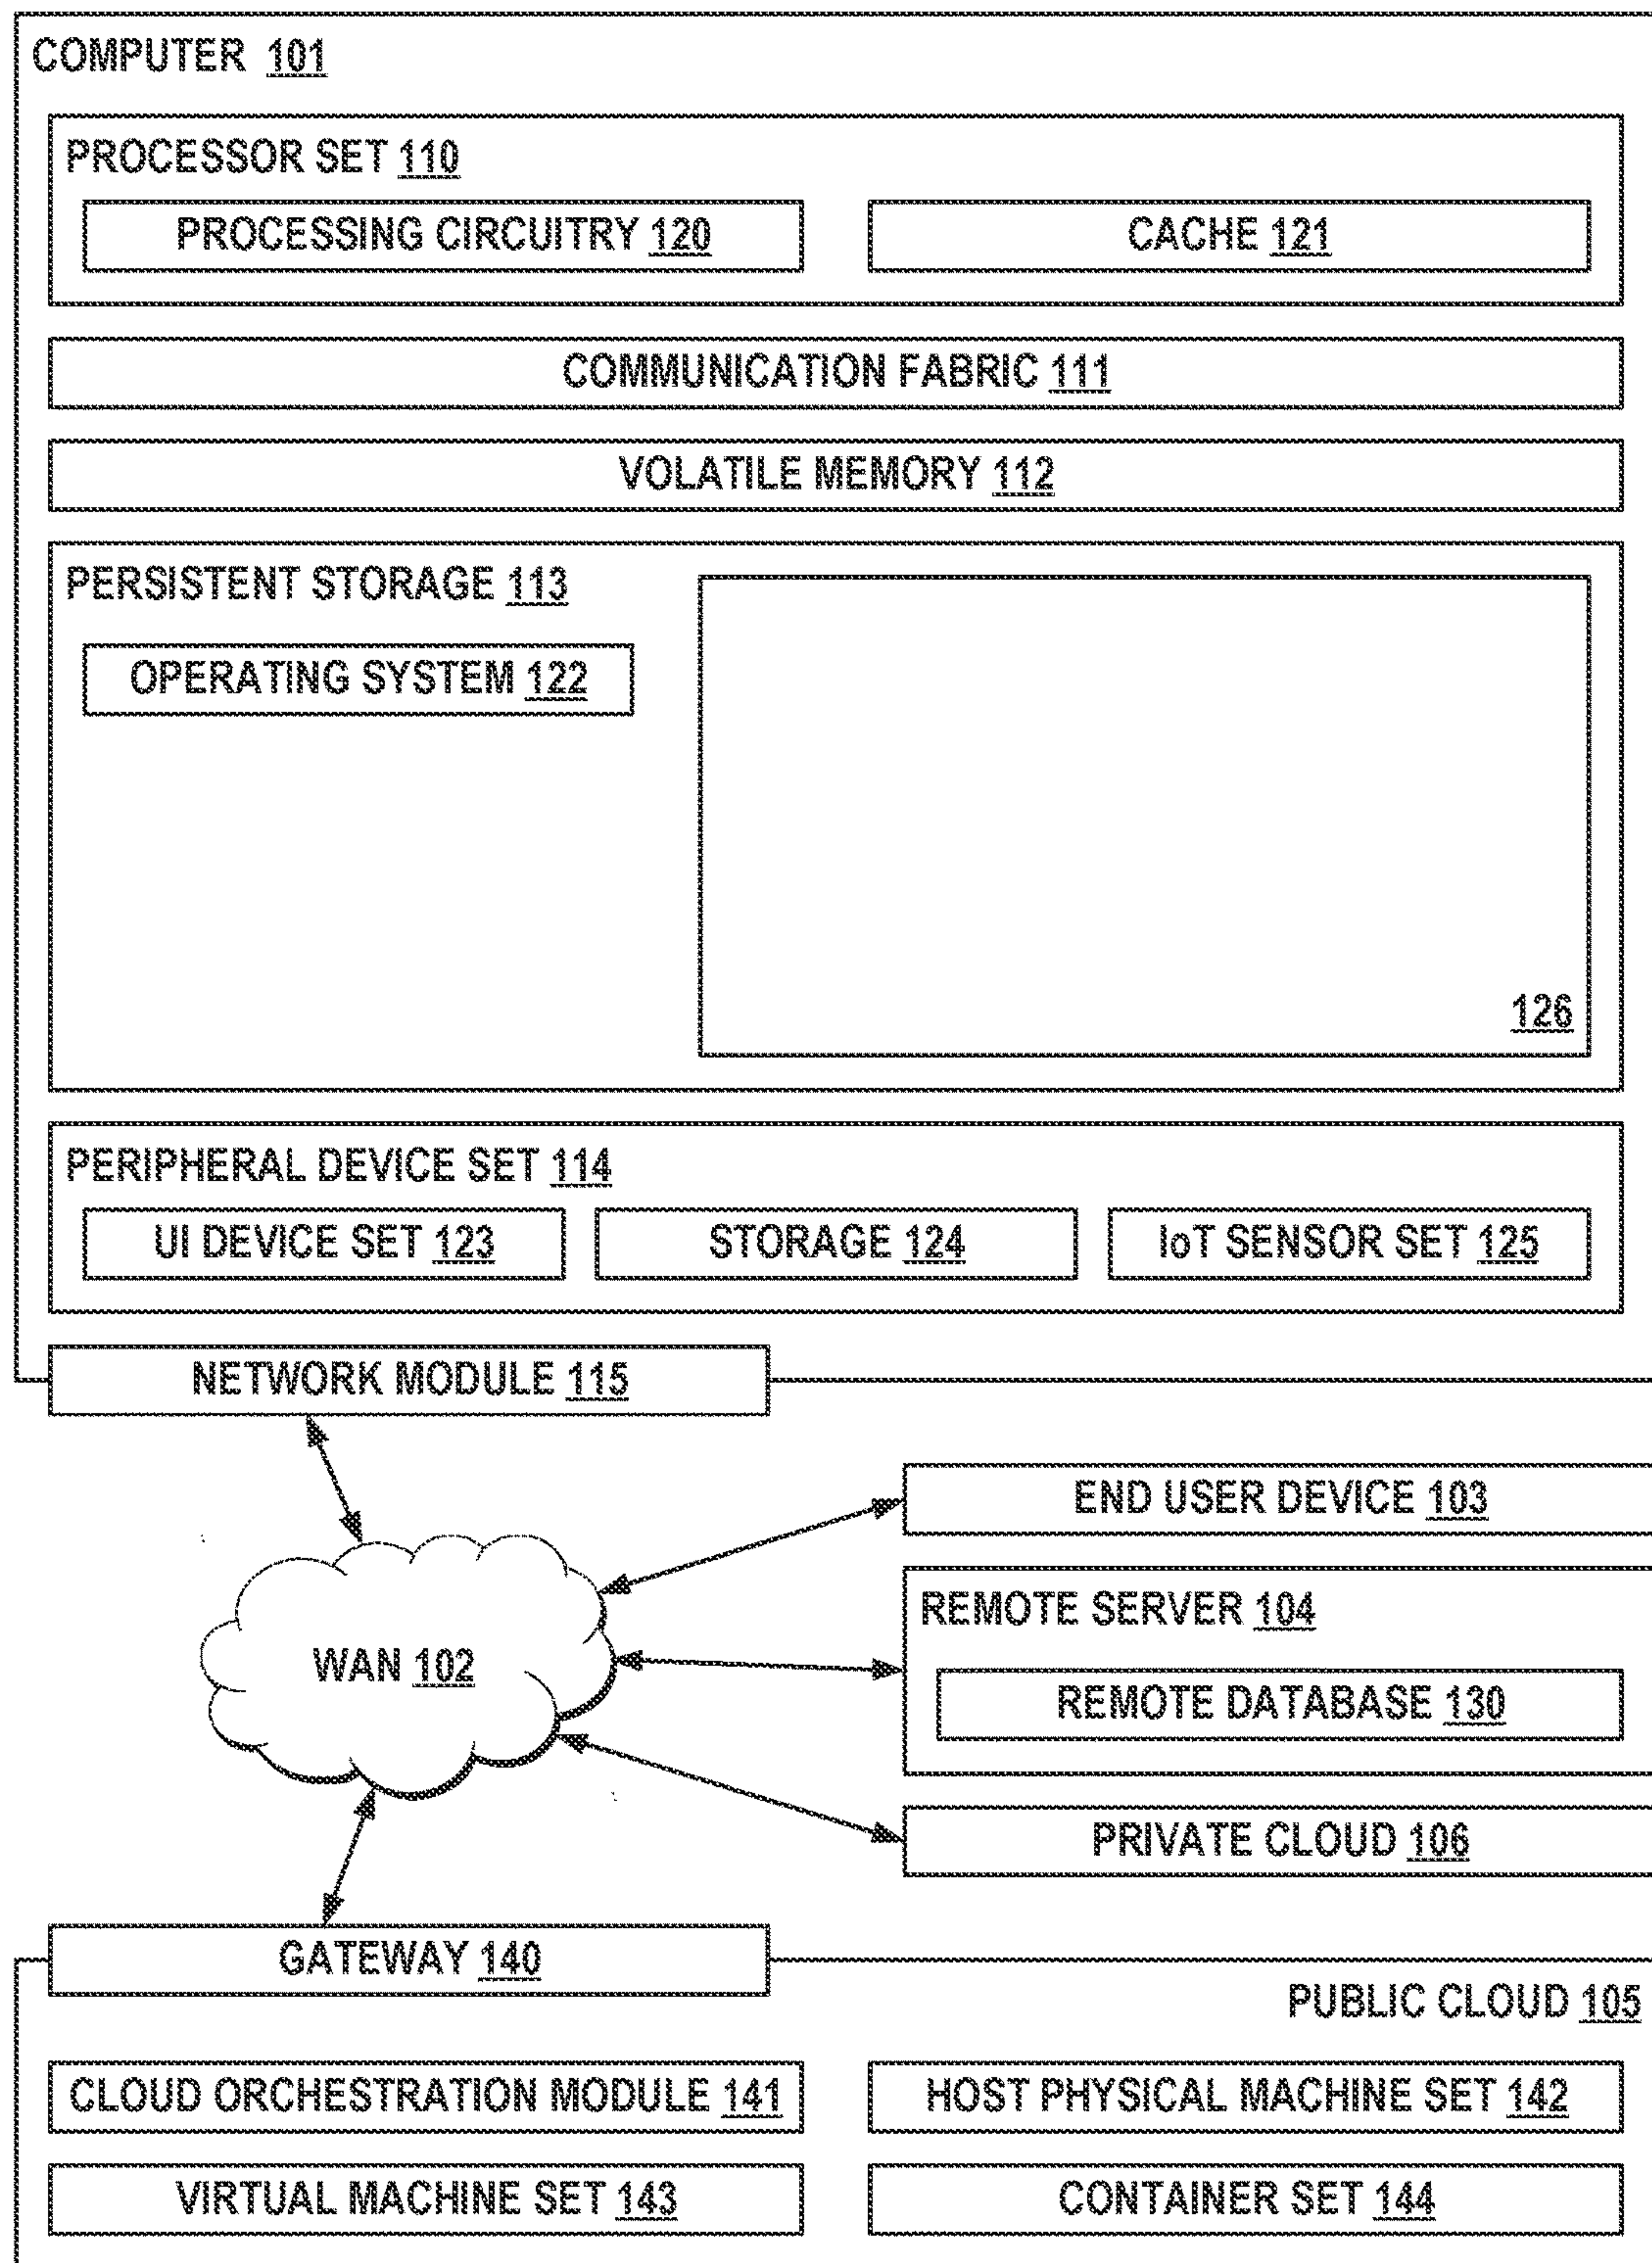 COMPUTER 101
PROCESSOR SET 110
PROCESSING CIRCUITRY 120
CACHE 121
COMMUNICATION FABRIC 111
VOLATILE MEMORY 112
PERSISTENT STORAGE 113
OPERATING SYSTEM 122
126
PERIPHERAL DEVICE SET 114
UI DEVICE SET 123
STORAGE 124
IoT SENSOR SET 125
NETWORK MODULE 115
END USER DEVICE 103
REMOTE SERVER 104
WAN 102
REMOTE DATABASE 130
PRIVATE CLOUD 106
GATEWAY 140
PUBLIC CLOUD 105
CLOUD ORCHESTRATION MODULE 141
HOST PHYSICAL MACHINE SET 142
VIRTUAL MACHINE SET 143
CONTAINER SET 144